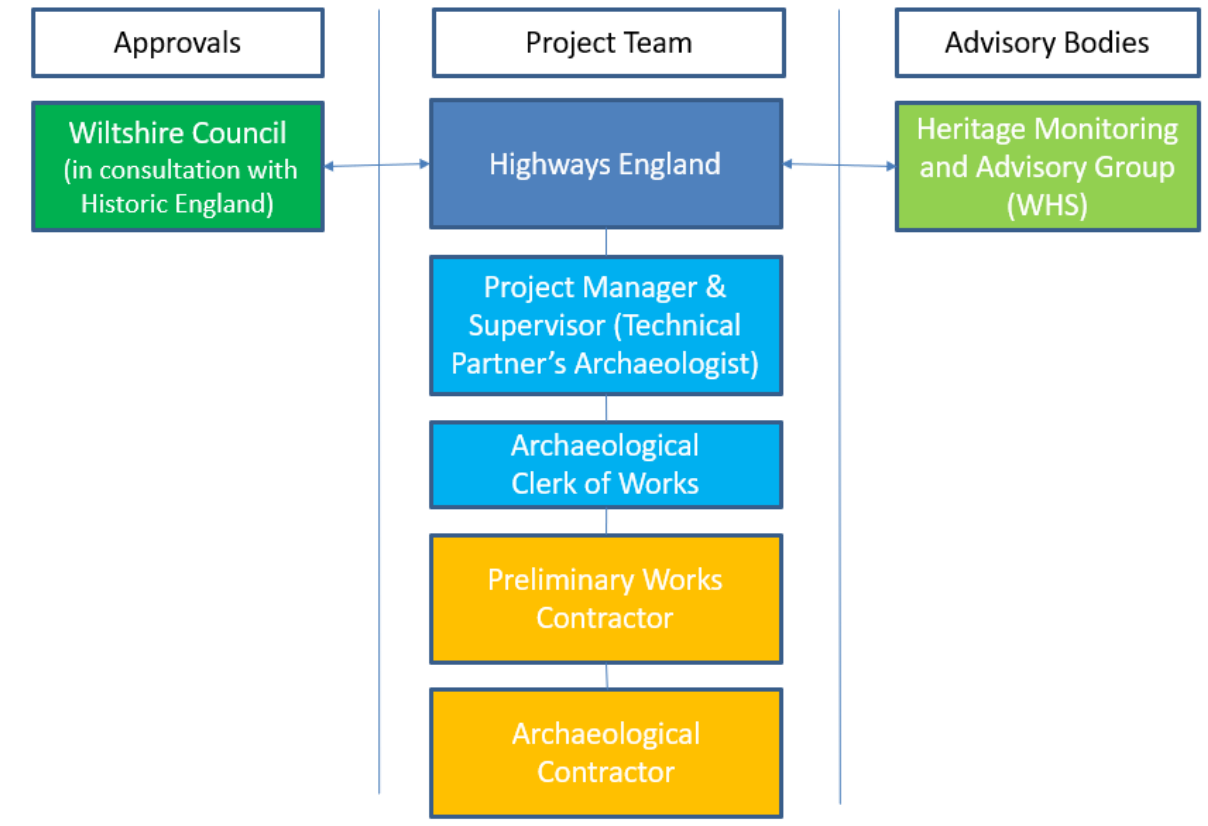 Approvals
Project Team
Advisory Bodies
Wiltshire Council
(in consultation with
Historic England)
Highways England
Heritage Monitoring
and Advisory Group
(WHS)
Project Manager &
Supervisor (Technical
Partner’s Archaeologist)
Archaeological
Clerk of Works
Preliminary Works
Contractor
Archaeological
Contractor